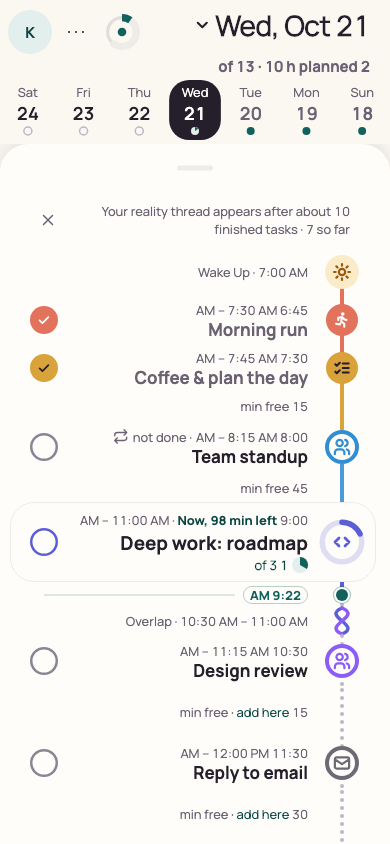 K
Wed, Oct 21
of 13 · 10 h planned 2
Sat Fri Thu Wed Tue Mon Sun
24 23 22 21 20 19 18
Your reality thread appears after about 10
finished tasks · 7 so far
Wake Up · 7:00 AM
AM – 7:30 AM 6:45
Morning run
AM – 7:45 AM 7:30
Coffee & plan the day
min free 15
not done · AM – 8:15 AM 8:00
Team standup
min free 45
AM – 11:00 AM · Now, 98 min left 9:00
Deep work: roadmap
of 3 1
AM 9:22
Overlap · 10:30 AM – 11:00 AM
AM – 11:15 AM 10:30
Design review
min free · add here 15
AM – 12:00 PM 11:30
Reply to email
min free · add here 30